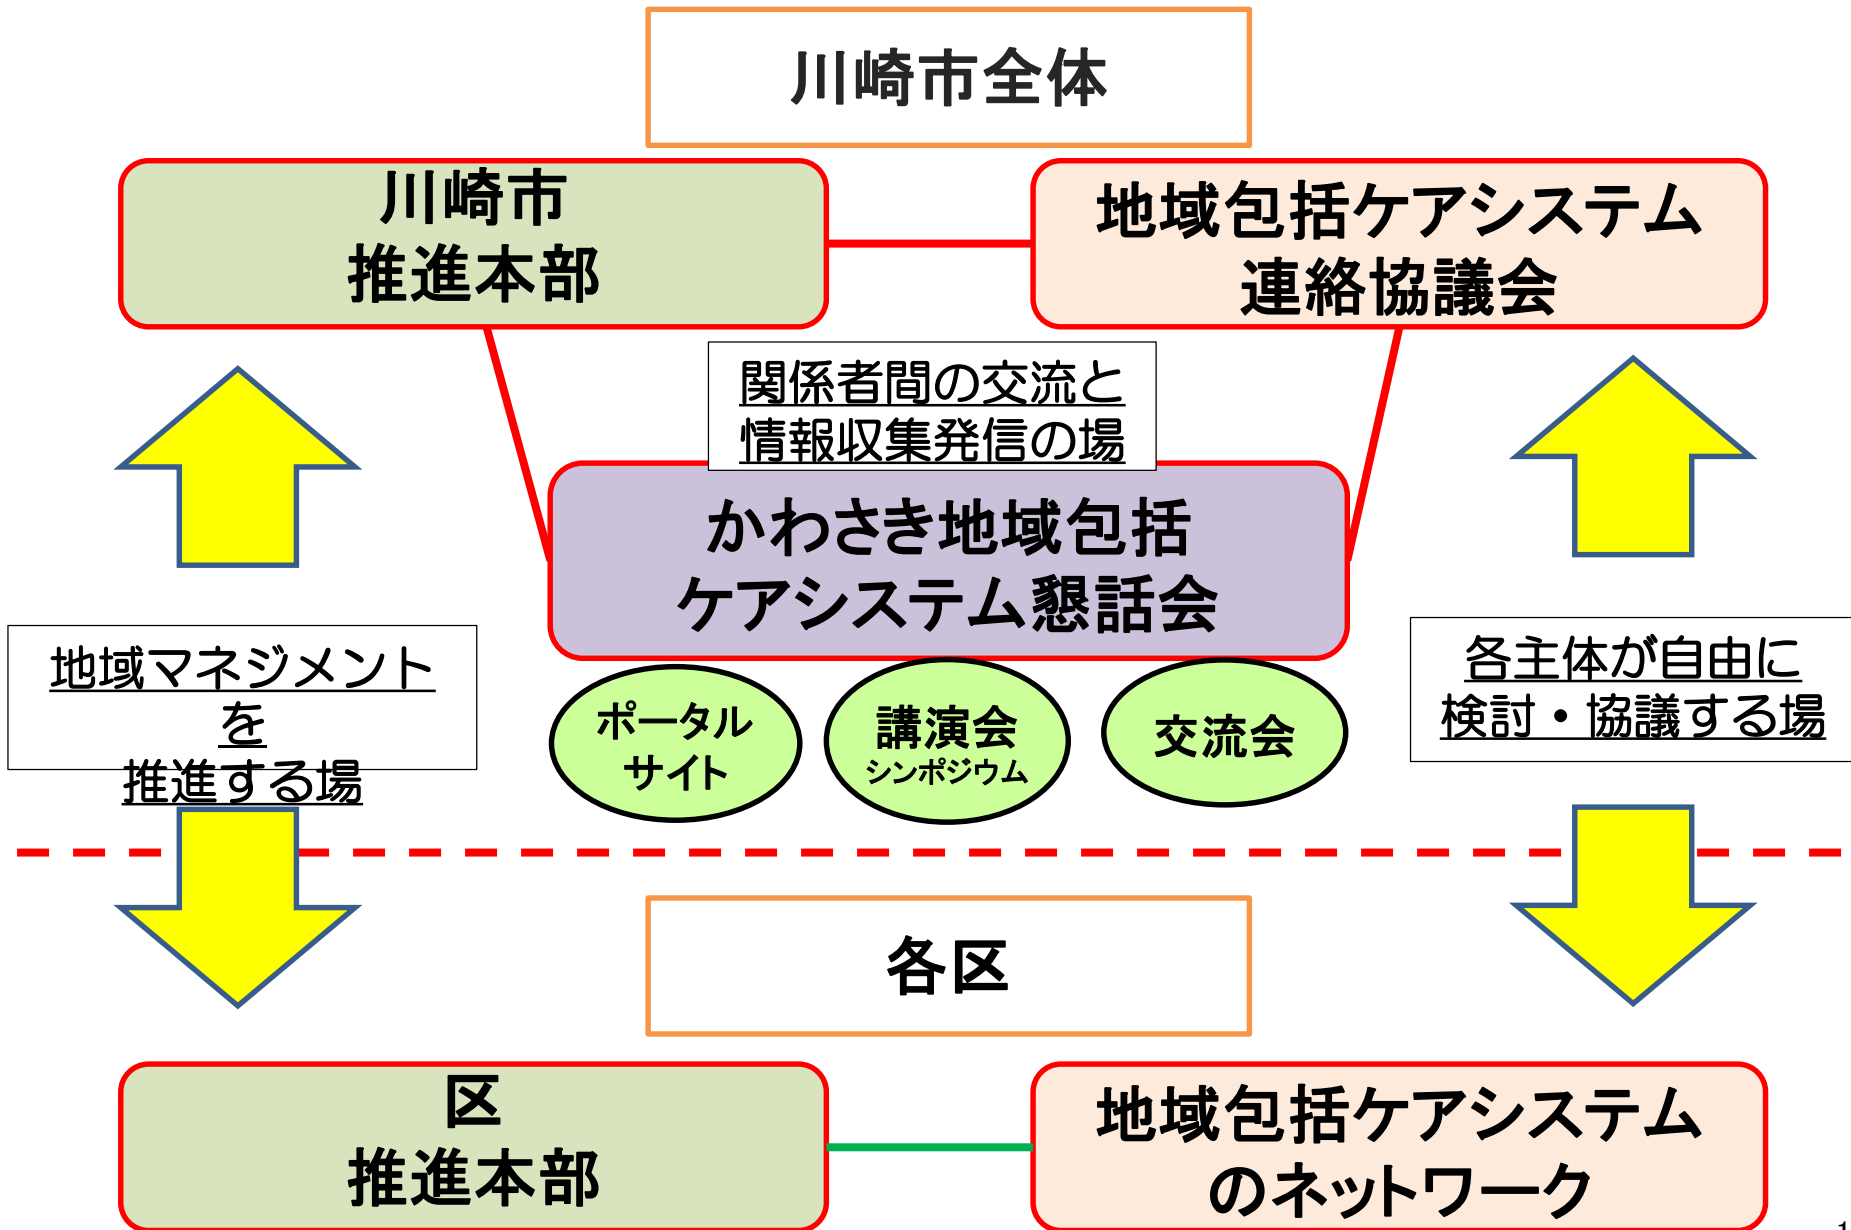 川崎市全体
川崎市
推進本部
地域包括ケアシステム
連絡協議会
関係者間の交流と
情報収集発信の場
かわさき地域包括
ケアシステム懇話会
地域マネジメント
を
推進する場
各主体が自由に
検討・協議する場
ポータル
サイト
講演会
シンポジウム
交流会
各区
区
推進本部
地域包括ケアシステム
のネットワーク
1